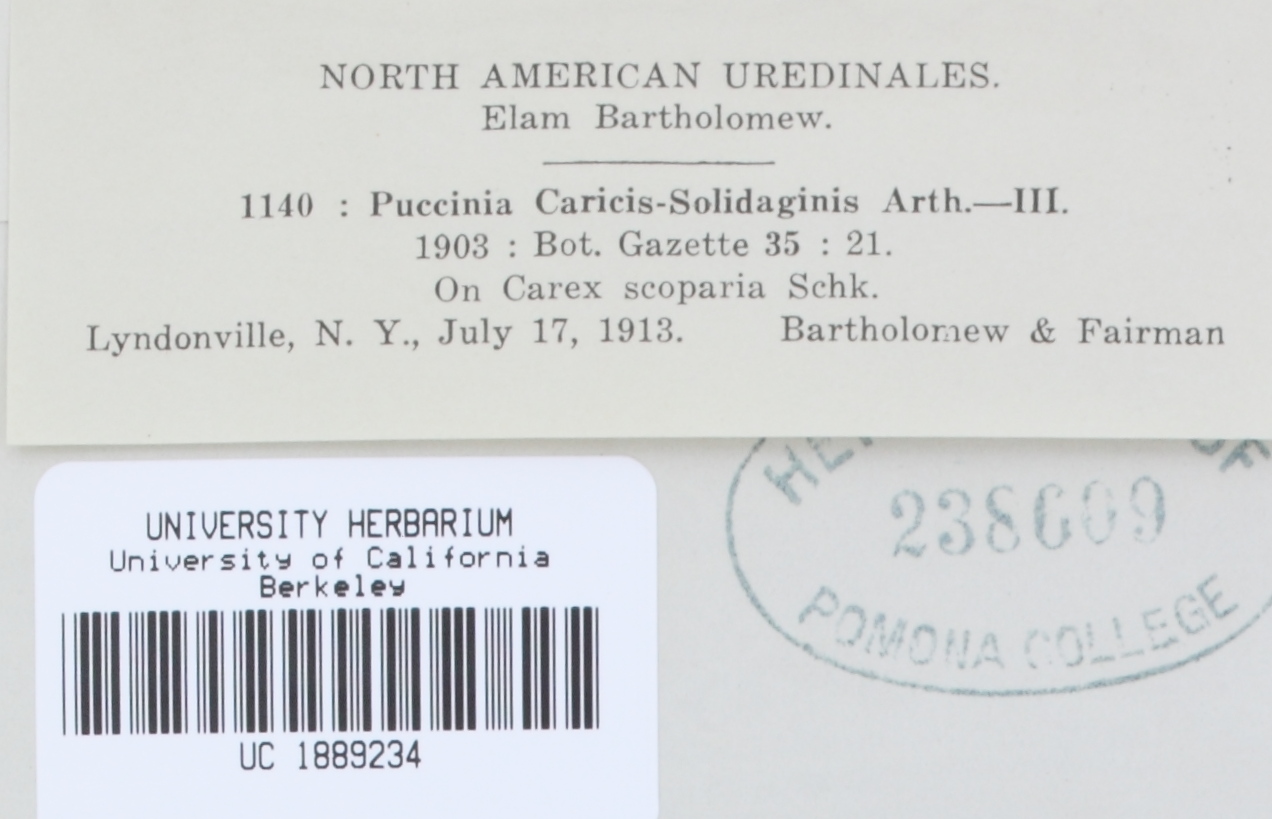 NORTH AMERICAN UREDINALES.
Elam Bartholomew.
1140 : Puccinia Caricis-Solidaginis Arth.—III.
1903 : Bot. Gazette 35 : 21.
On Carex scoparia Schk.
Lyndonville, N. Y., July 17, 1913. Bartholomew & Fairman
UNIVERSITY HERBARIUM
University of California
Berkeley
UC 1889234
OF
POMONA COLLEGE